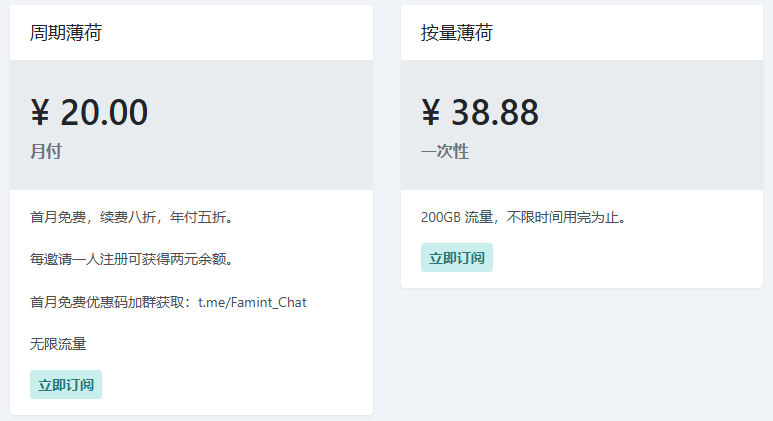 周期薄荷
¥ 20.00
月付
首月免费，续费八折，年付五折。
每邀请一人注册可获得两元余额。
首月免费优惠码加群获取：t.me/Famint_Chat
无限流量
立即订阅
按量薄荷
¥ 38.88
一次性
200GB 流量，不限时间用完为止。
立即订阅